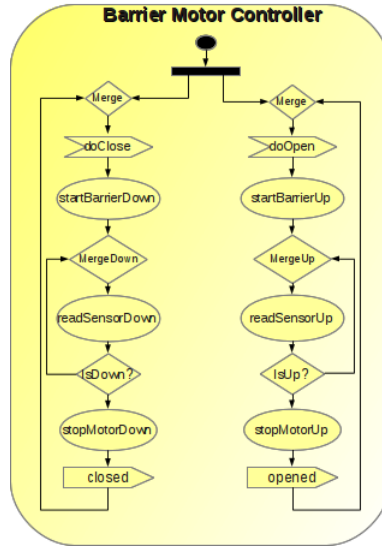 Barrier Motor Controller
Merge
doClose
startBarrierDown
MergeDown
readSensorDown
IsDown?
stopMotorDown
closed
Merge
doOpen
startBarrierUp
MergeUp
readSensorUp
IsUp?
stopMotorUp
opened